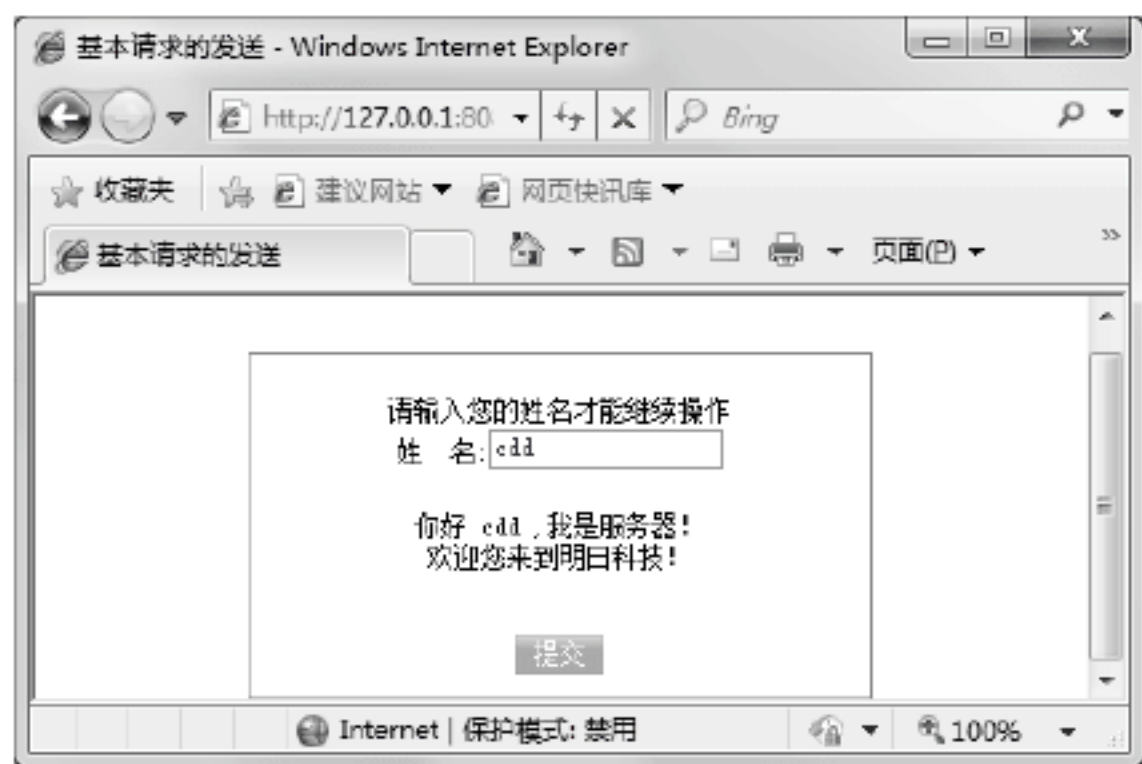 基本请求的发送 - Windows Internet Explorer
http://127.0.0.1:80
Bing
收藏夹 建议网站 网页快讯库
基本请求的发送 页面(P)
请输入您的姓名才能继续操作
姓 名: cdd
你好 cdd ,我是服务器!
欢迎您来到明日科技!
提交
Internet | 保护模式: 禁用 100%